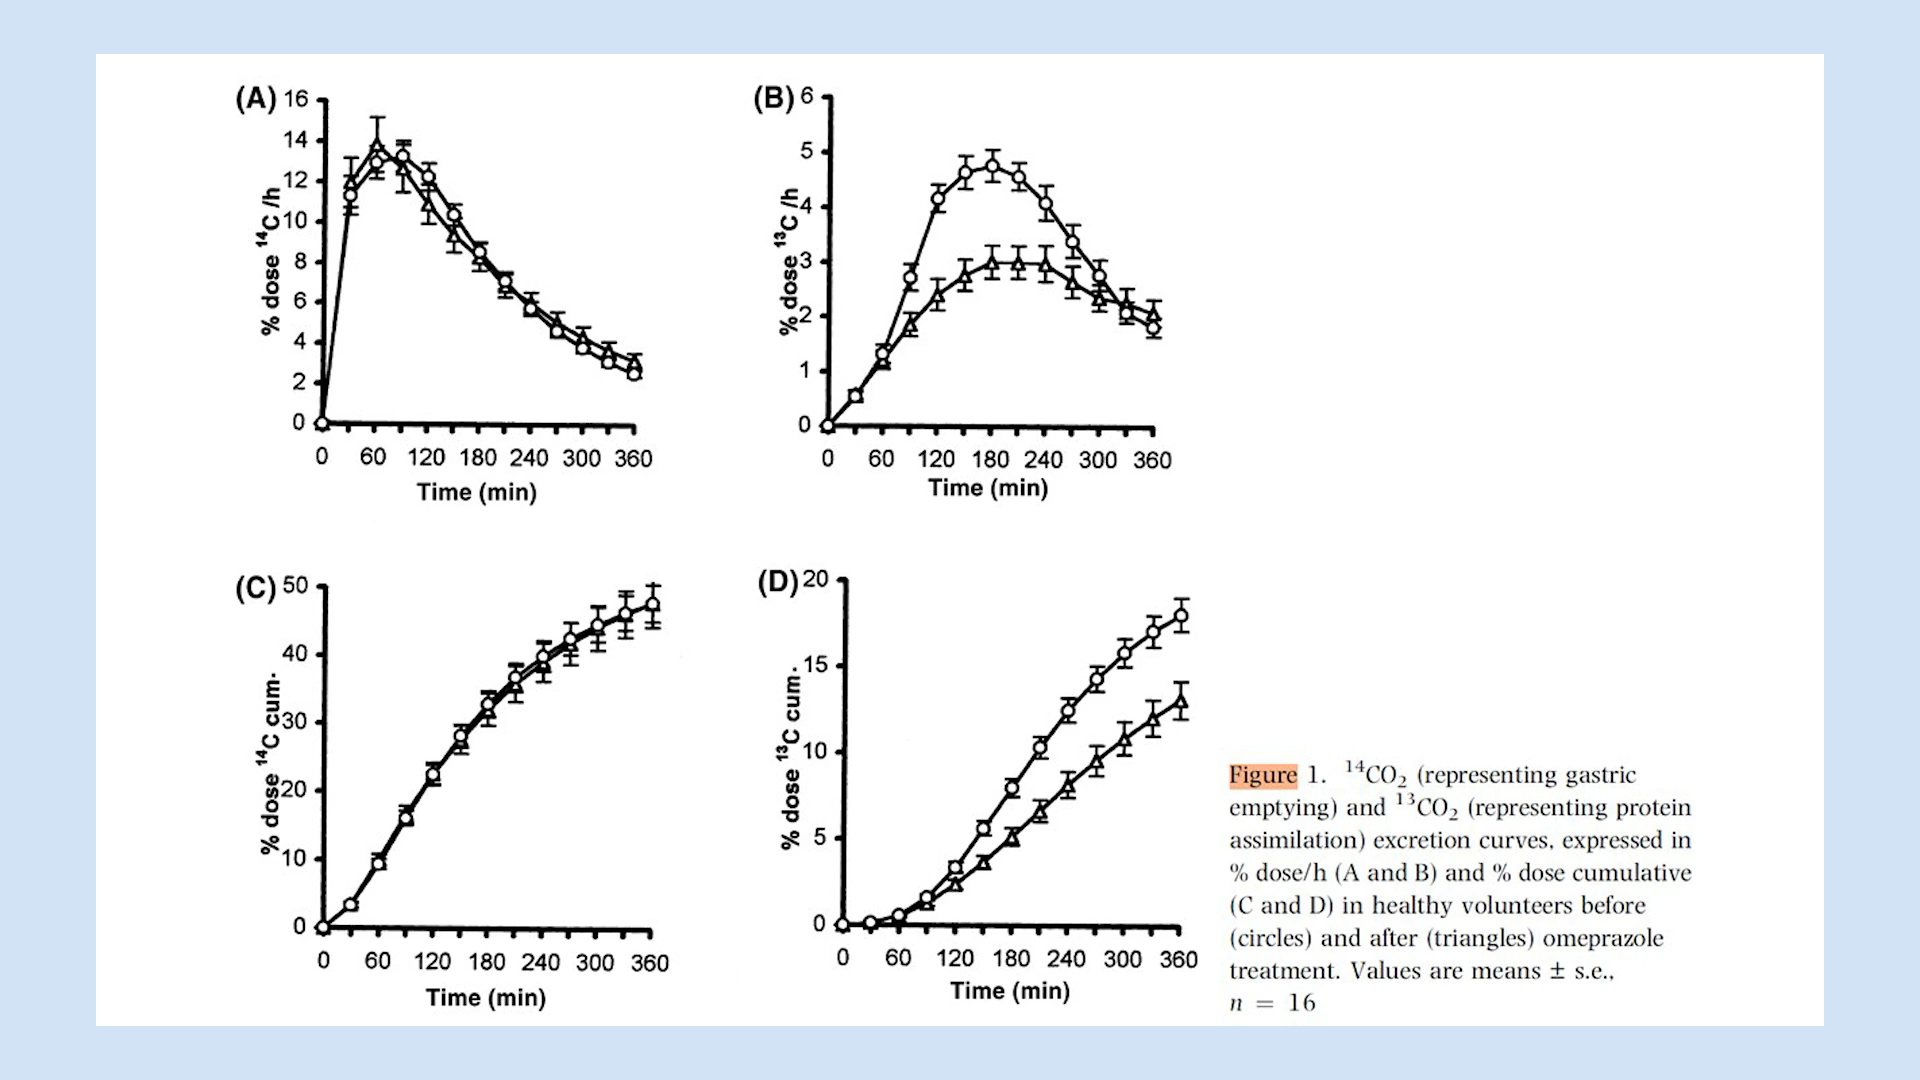 (A)
16
14
12
10
8
6
4
2
0
% dose ¹⁴C /h
0 60 120 180 240 300 360
Time (min)
(B)
6
5
4
3
2
1
0
% dose ¹³C /h
0 60 120 180 240 300 360
Time (min)
(C)
50
40
30
20
10
0
% dose ¹⁴C cum.
0 60 120 180 240 300 360
Time (min)
(D)
20
15
10
5
0
% dose ¹³C cum.
0 60 120 180 240 300 360
Time (min)
Figure 1. ¹⁴CO₂ (representing gastric
emptying) and ¹³CO₂ (representing protein
assimilation) excretion curves, expressed in
% dose/h (A and B) and % dose cumulative
(C and D) in healthy volunteers before
(circles) and after (triangles) omeprazole
treatment. Values are means ± s.e.,
n = 16